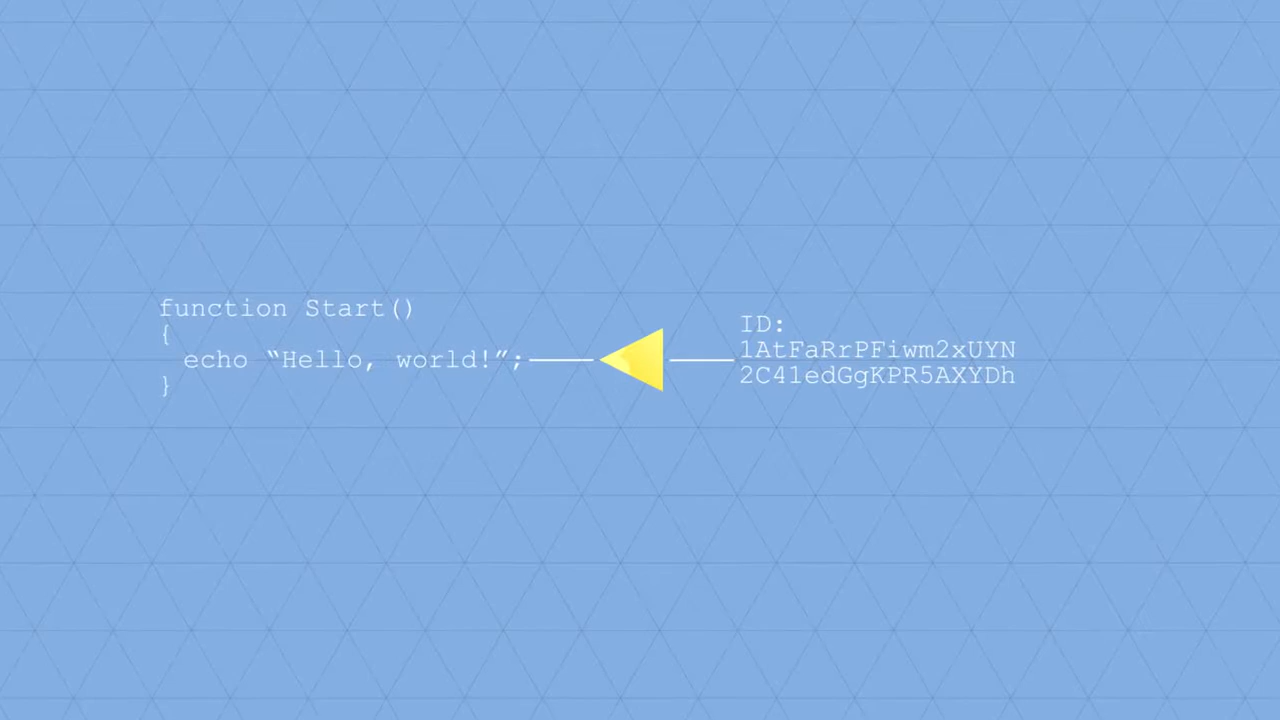 function Start()
{
echo “Hello, world!”;
}
ID:
1AtFaRrPFiwm2xUYN
2C41edGgKPR5AXYDh